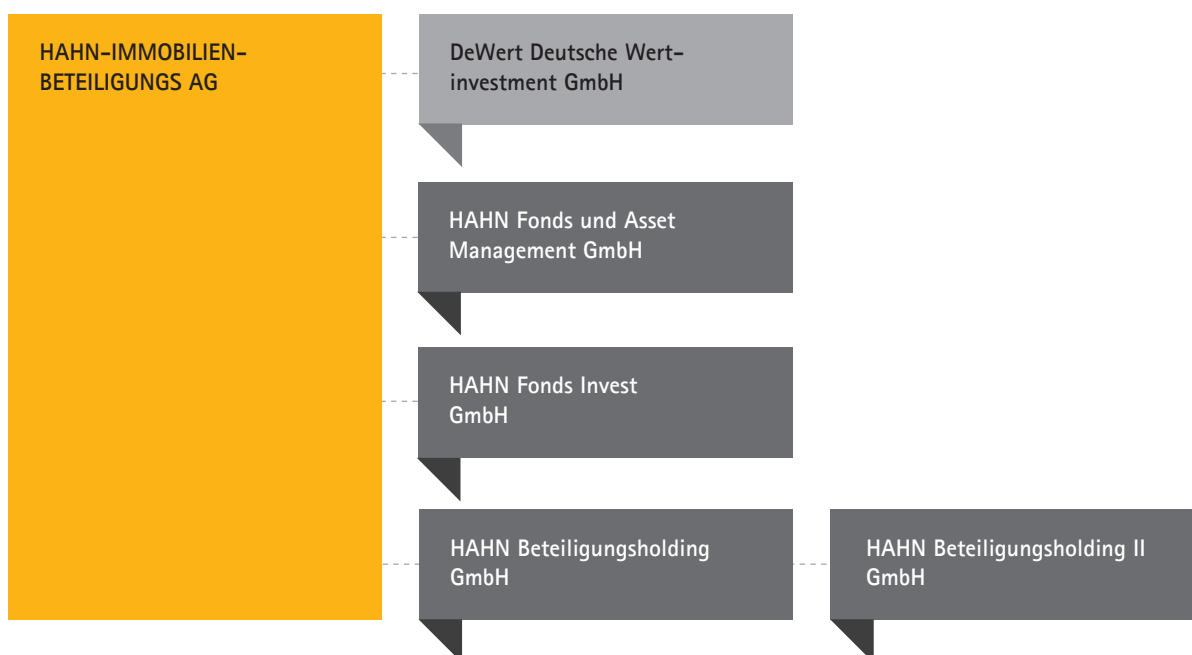 HAHN-IMMOBILIEN-
BETEILIGUNGS AG
DeWert Deutsche Wert-
investment GmbH
HAHN Fonds und Asset
Management GmbH
HAHN Fonds Invest
GmbH
HAHN Beteiligungsholding
GmbH
HAHN Beteiligungsholding II
GmbH